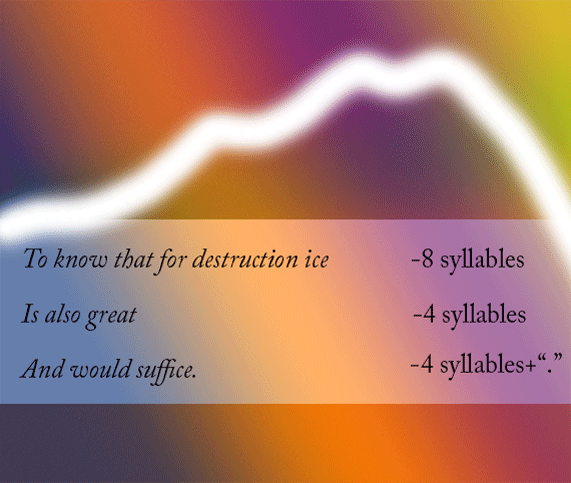 To know that for destruction ice -8 syllables
Is also great -4 syllables
And would suffice. -4 syllables+“.”